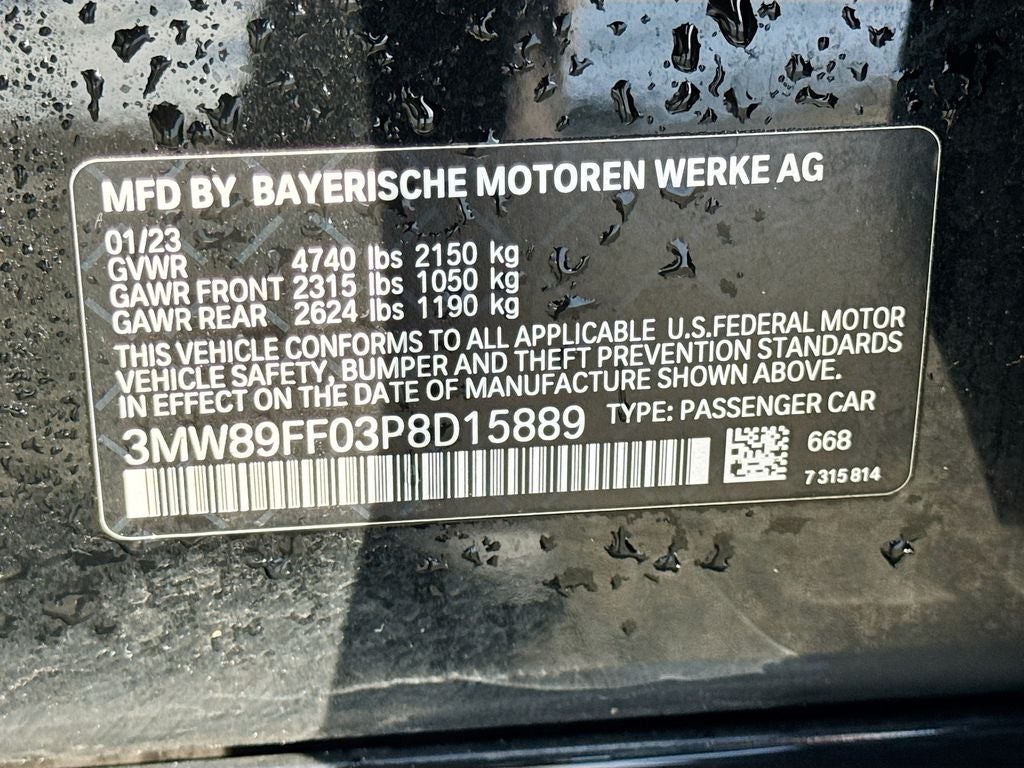 MFD BY BAYERISCHE MOTOREN WERKE AG
01/23
GVWR 4740 lbs 2150 kg
GAWR FRONT 2315 lbs 1050 kg
GAWR REAR 2624 lbs 1190 kg
THIS VEHICLE CONFORMS TO ALL APPLICABLE U.S.FEDERAL MOTOR
VEHICLE SAFETY, BUMPER AND THEFT PREVENTION STANDARDS
IN EFFECT ON THE DATE OF MANUFACTURE SHOWN ABOVE.
3MW89FF03P8D15889 TYPE: PASSENGER CAR
668
7 315 814